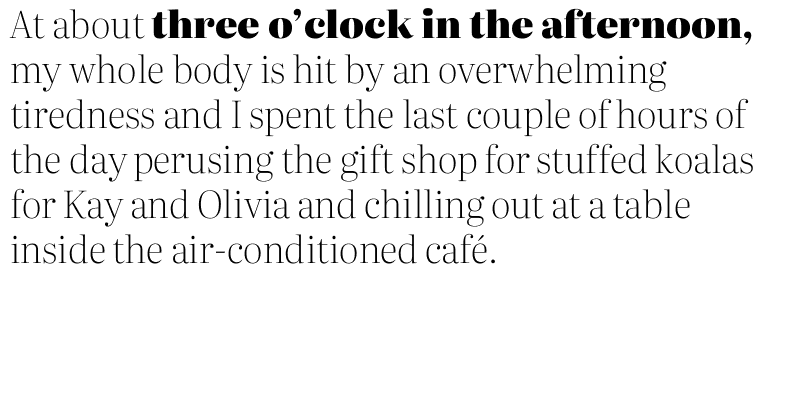 At about three o’clock in the afternoon,
my whole body is hit by an overwhelming
tiredness and I spent the last couple of hours of
the day perusing the gift shop for stuffed koalas
for Kay and Olivia and chilling out at a table
inside the air-conditioned café.